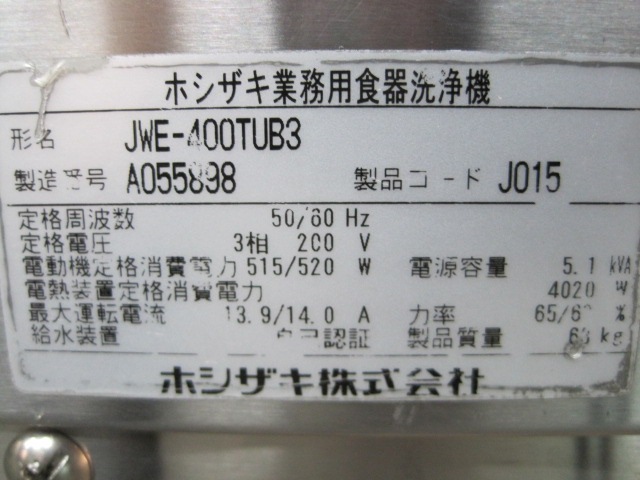 ホシザキ業務用食器洗浄機
形名 JWE-400TUB3
製造番号 A055898 製品コード J015
定格周波数 50/60 Hz
定格電圧 3相 200 V
電動機定格消費電力 515/520 W 電源容量 5.1 kVA
電熱装置定格消費電力 4020 W
最大運転電流 13.9/14.0 A 力率 %
給水装置 自己認証 製品質量 kg
ホシザキ株式会社